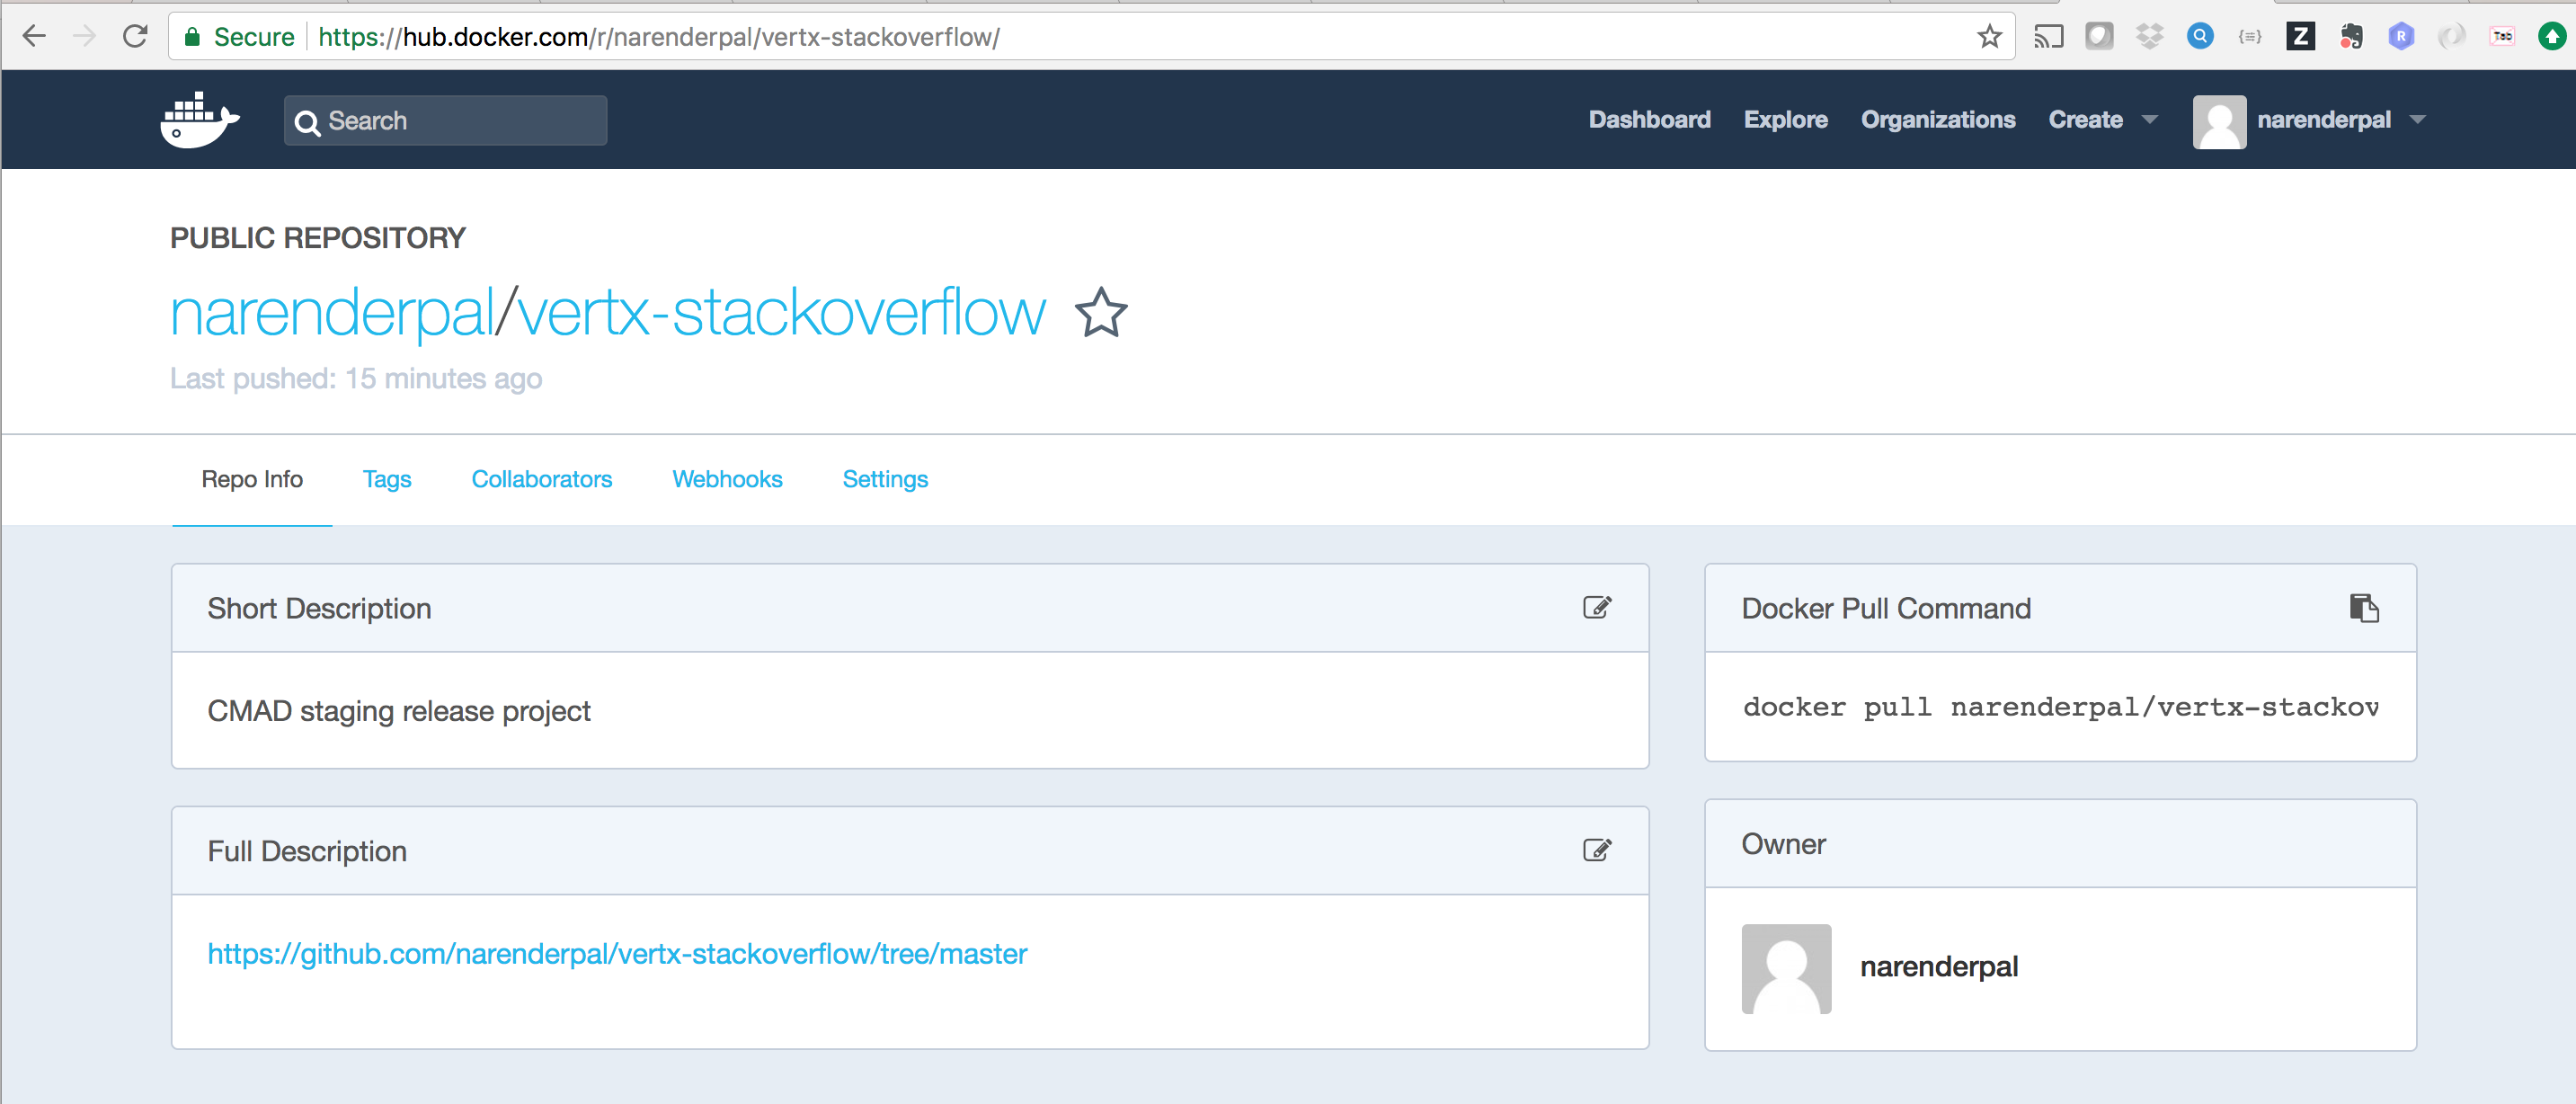 Secure https://hub.docker.com/r/narenderpal/vertx-stackoverflow/
Search
Dashboard Explore Organizations Create narenderpal
PUBLIC REPOSITORY
narenderpal/vertx-stackoverflow
Last pushed: 15 minutes ago
Repo Info Tags Collaborators Webhooks Settings
Short Description
CMAD staging release project
Full Description
https://github.com/narenderpal/vertx-stackoverflow/tree/master
Docker Pull Command
docker pull narenderpal/vertx-stackov
Owner
narenderpal